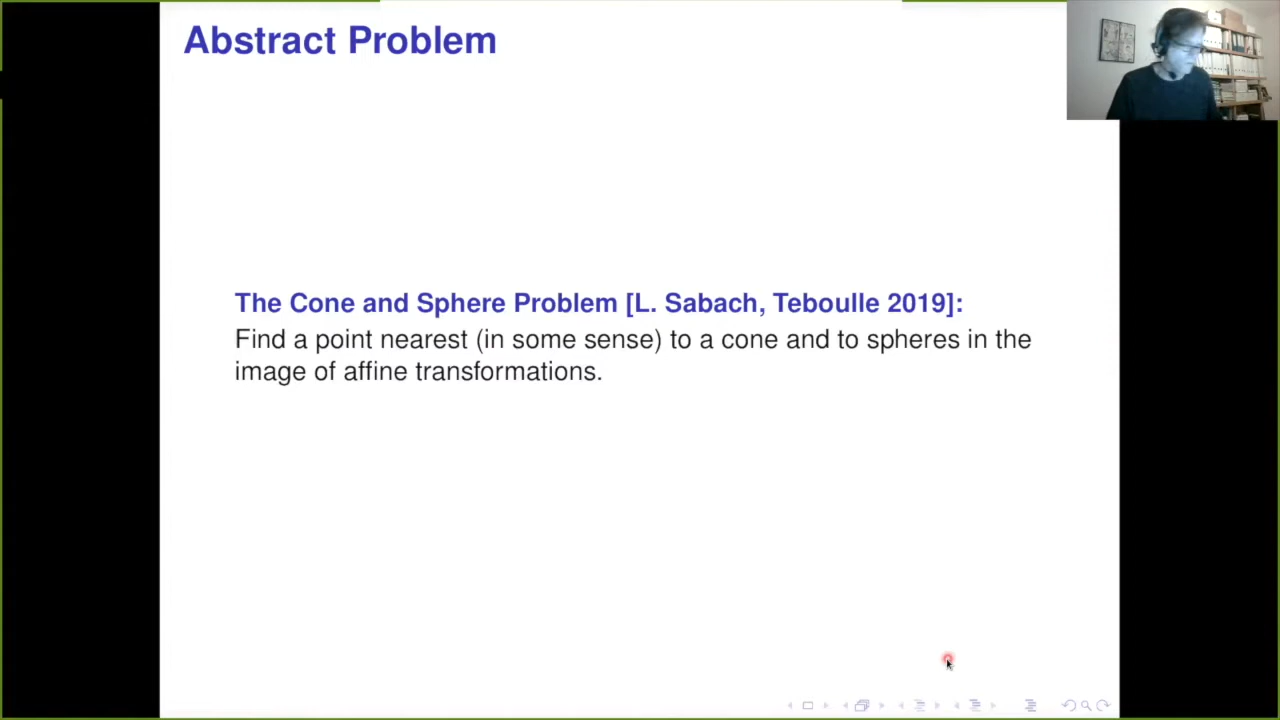 Abstract Problem
The Cone and Sphere Problem [L. Sabach, Teboulle 2019]:
Find a point nearest (in some sense) to a cone and to spheres in the
image of affine transformations.